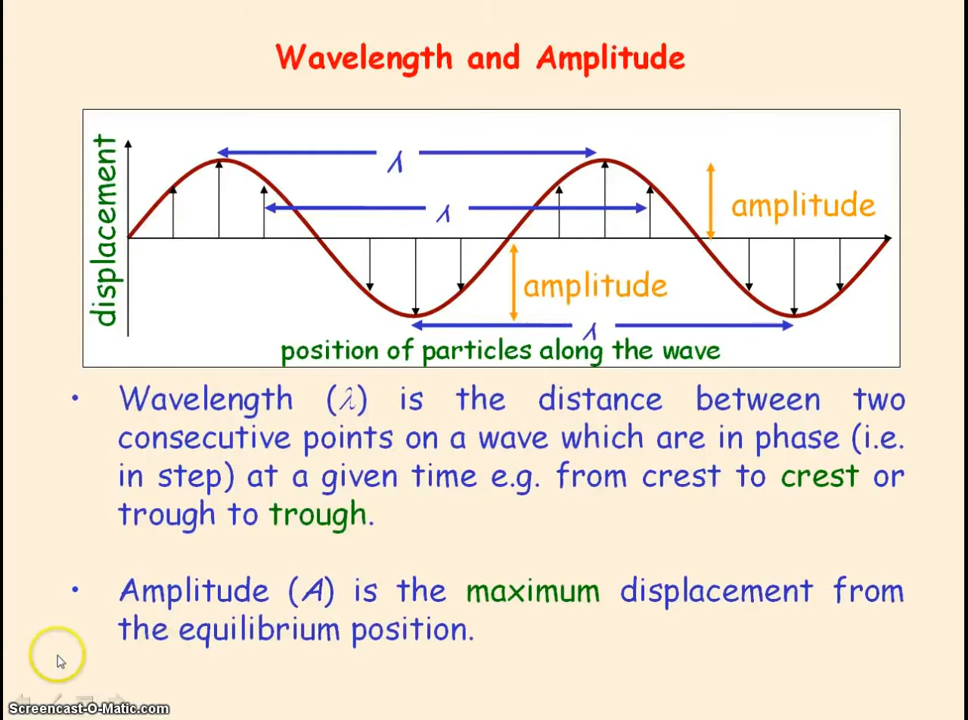 Wavelength and Amplitude
displacement
λ
λ
amplitude
amplitude
λ
position of particles along the wave
• Wavelength (λ) is the distance between two
consecutive points on a wave which are in phase (i.e.
in step) at a given time e.g. from crest to crest or
trough to trough.
• Amplitude (A) is the maximum displacement from
the equilibrium position.
Screencast-O-Matic.com